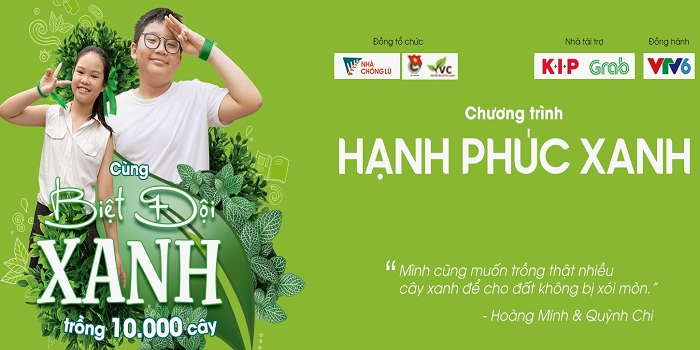 Đồng tổ chức
Nhà tài trợ
Đồng hành
NHÀ
CHỐNG LŨ
YVC
K·I·P
Grab
VTV6
Chương trình
HẠNH PHÚC XANH
Cùng
Biệt Đội
XANH
trồng 10.000 cây
“Mình cũng muốn trồng thật nhiều
cây xanh để cho đất không bị xói mòn.”
- Hoàng Minh & Quỳnh Chi